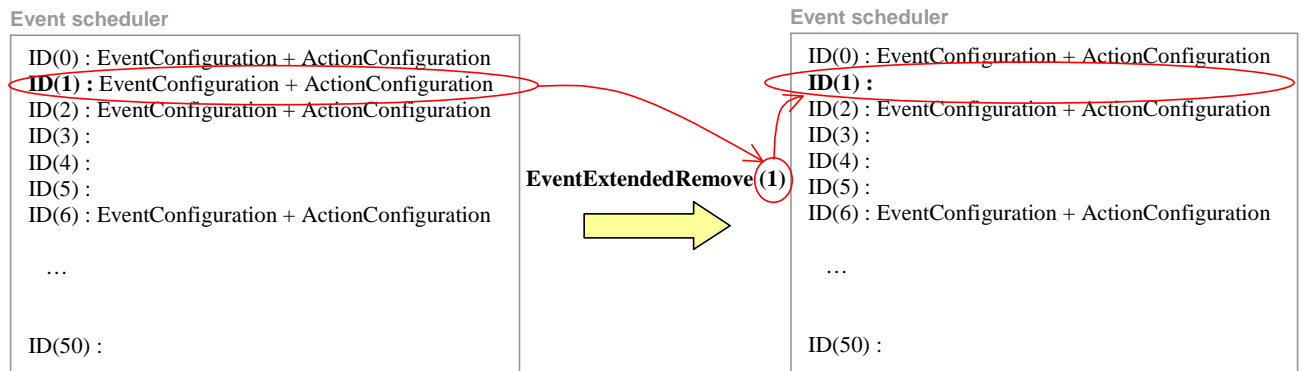 Event scheduler
ID(0) : EventConfiguration + ActionConfiguration
ID(1) : EventConfiguration + ActionConfiguration
ID(2) : EventConfiguration + ActionConfiguration
ID(3) :
ID(4) :
ID(5) :
ID(6) : EventConfiguration + ActionConfiguration
…
ID(50) :
EventExtendedRemove (1)
Event scheduler
ID(0) : EventConfiguration + ActionConfiguration
ID(1) :
ID(2) : EventConfiguration + ActionConfiguration
ID(3) :
ID(4) :
ID(5) :
ID(6) : EventConfiguration + ActionConfiguration
…
ID(50) :